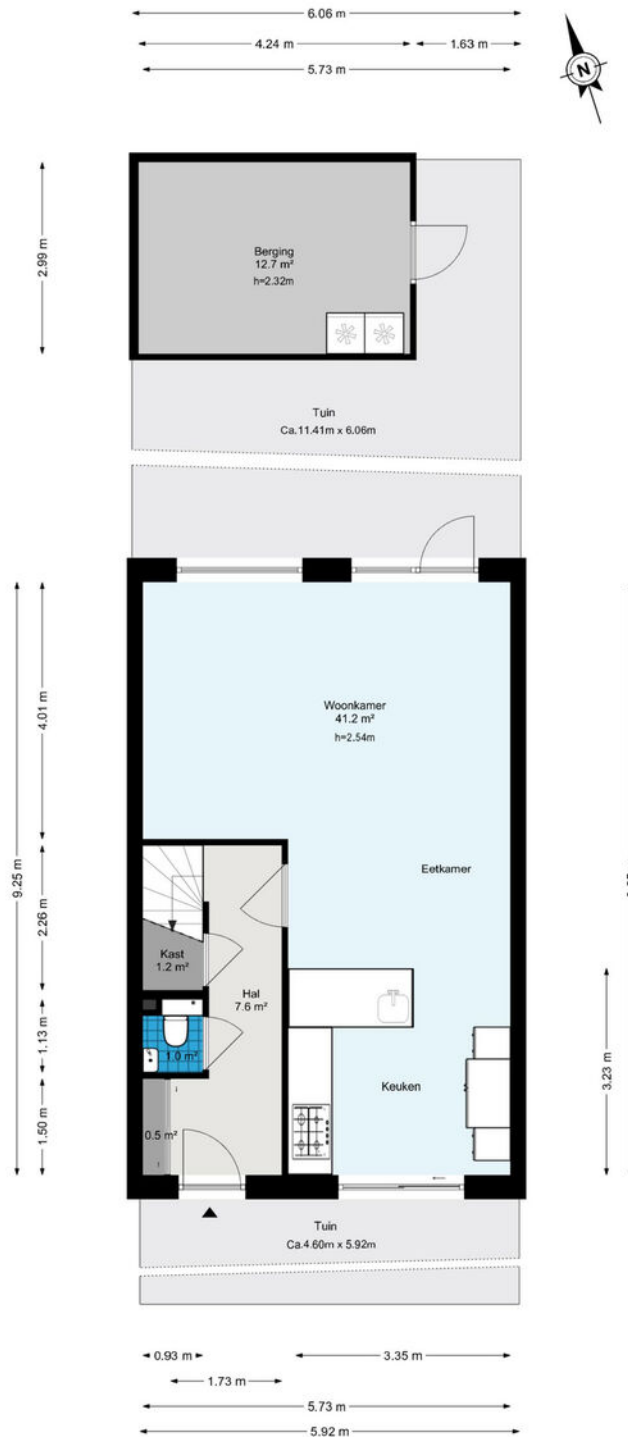 6.06 m
4.24 m
1.63 m
5.73 m
N
2.99 m
Berging
12.7 m²
h=2.32m
Tuin
Ca.11.41m x 6.06m
4.01 m
Woonkamer
41.2 m²
h=2.54m
9.25 m
Eetkamer
2.26 m
Kast
1.2 m²
Hal
7.6 m²
1.13 m
1.0 m²
3.23 m
Keuken
1.50 m
0.5 m²
Tuin
Ca.4.60m x 5.92m
0.93 m
3.35 m
1.73 m
5.73 m
5.92 m